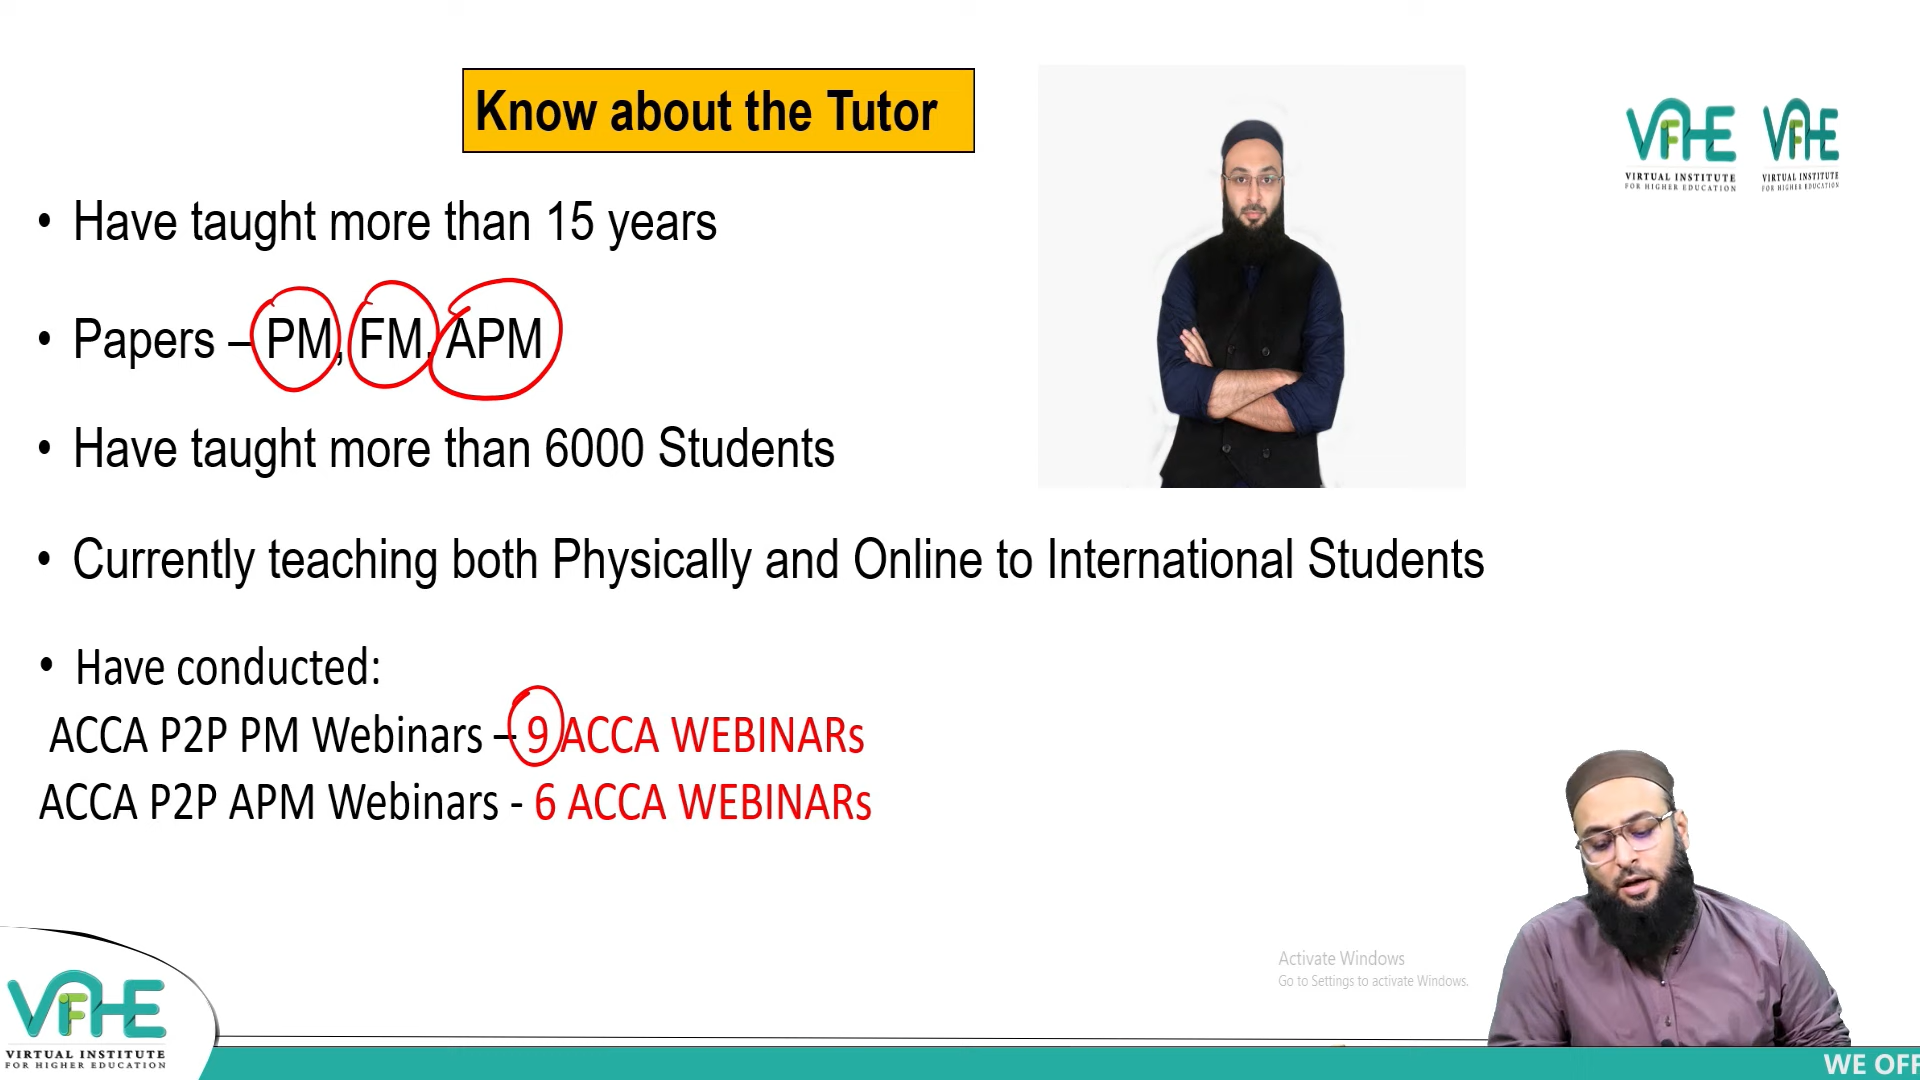 Know about the Tutor
VIFHE VIFHE
VIRTUAL INSTITUTE VIRTUAL INSTITUTE
FOR HIGHER EDUCATION FOR HIGHER EDUCATION
• Have taught more than 15 years
• Papers – PM, FM, APM
• Have taught more than 6000 Students
• Currently teaching both Physically and Online to International Students
• Have conducted:
ACCA P2P PM Webinars – 9 ACCA WEBINARs
ACCA P2P APM Webinars - 6 ACCA WEBINARs
Activate Windows
Go to Settings to activate Windows.
VIFHE
VIRTUAL INSTITUTE
FOR HIGHER EDUCATION
WE OFF